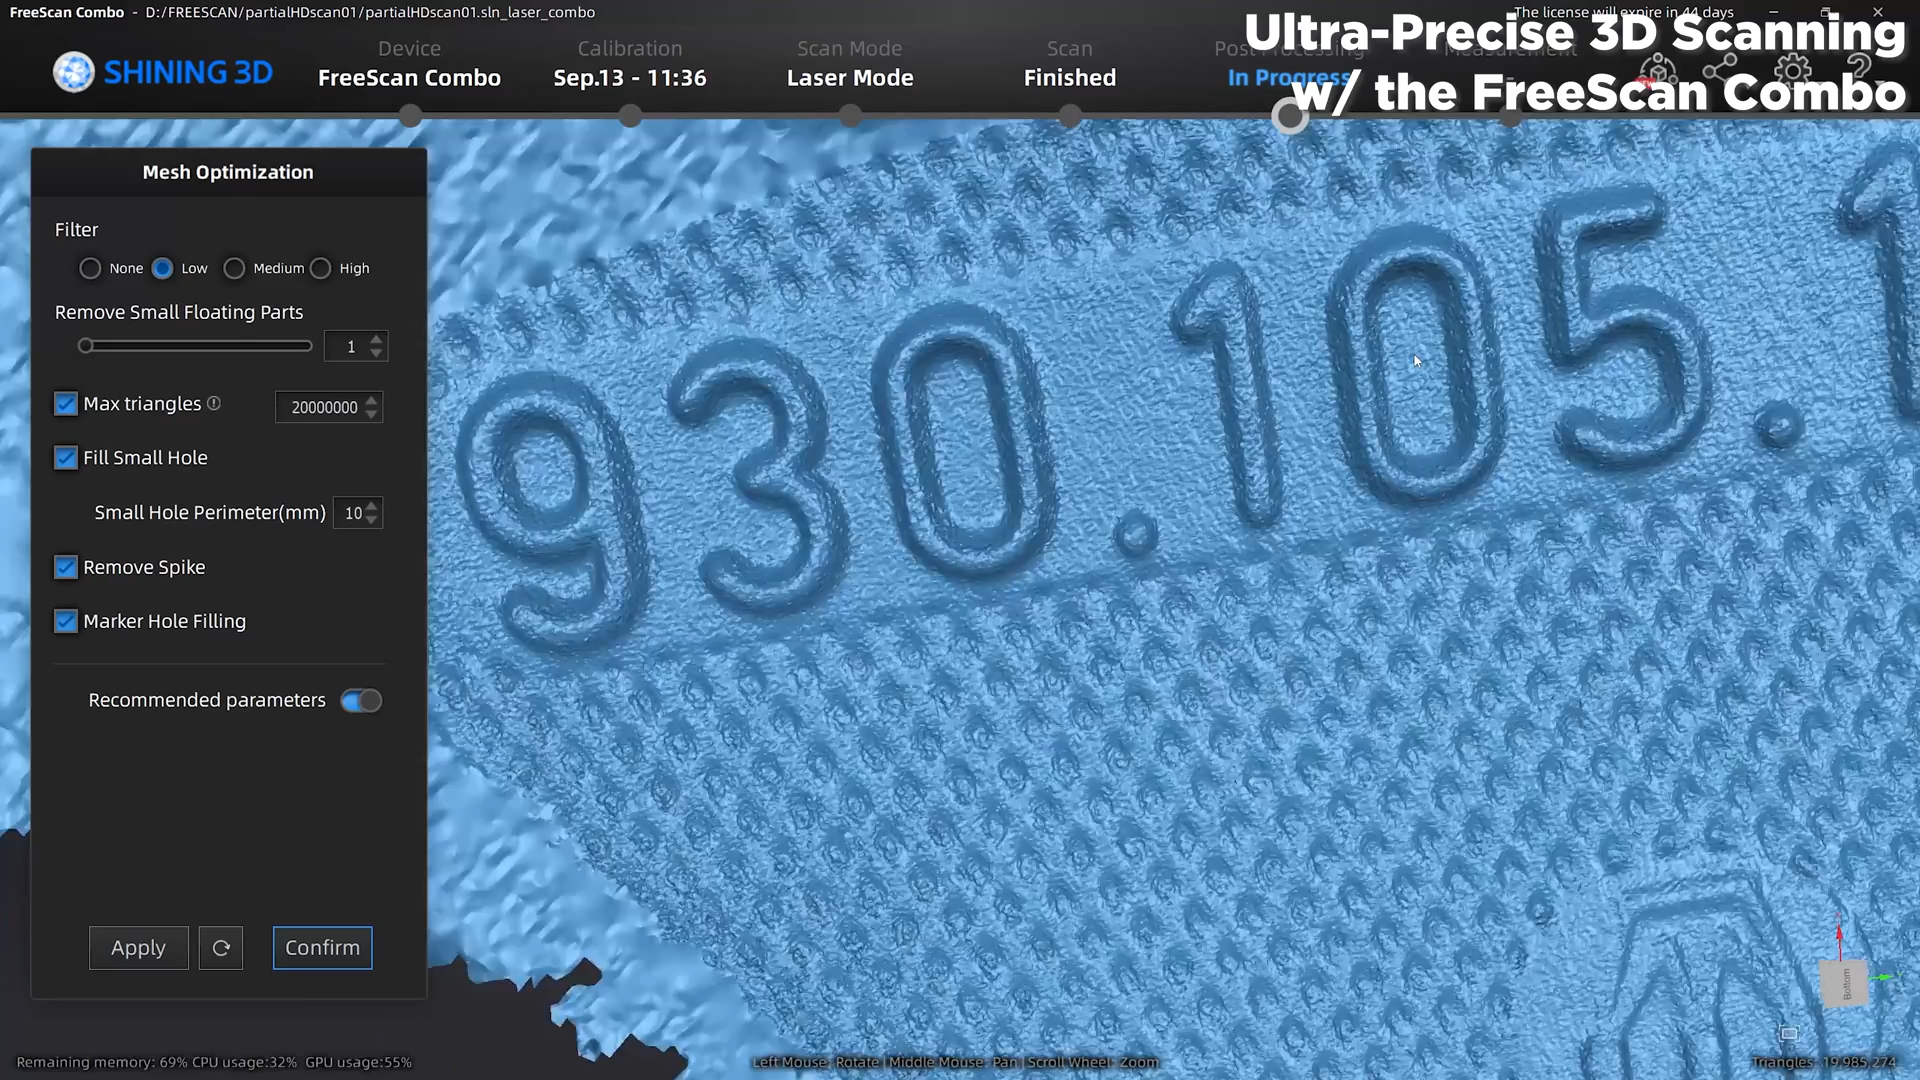 FreeScan Combo - D:/FREESCAN/partialHDscan01/partialHDscan01.sln_laser_combo
The license will expire in 44 days
Ultra-Precise 3D Scanning
w/ the FreeScan Combo
SHINING 3D
Device
FreeScan Combo
Calibration
Sep.13 - 11:36
Scan Mode
Laser Mode
Scan
Finished
Post Processing
In Progress
Measurement
Mesh Optimization
Filter
None Low Medium High
Remove Small Floating Parts
1
Max triangles 20000000
Fill Small Hole
Small Hole Perimeter(mm) 10
Remove Spike
Marker Hole Filling
Recommended parameters
Apply Confirm
930.105.1
Bottom
Remaining memory: 69% CPU usage:32% GPU usage:55%
Left Mouse: Rotate | Middle Mouse: Pan | Scroll Wheel: Zoom
Triangles: 19,985,274